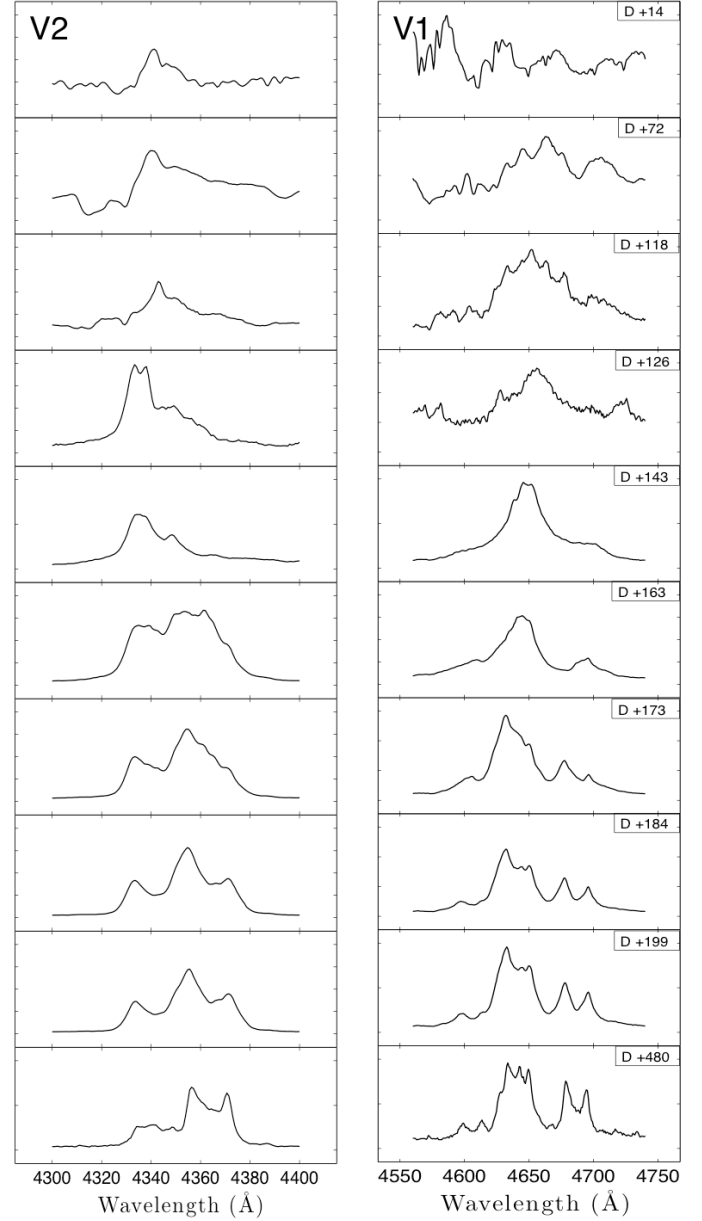 V2 V1
D +14
D +72
D +118
D +126
D +143
D +163
D +173
D +184
D +199
D +480
4300 4320 4340 4360 4380 4400 4550 4600 4650 4700 4750
Wavelength (Å) Wavelength (Å)